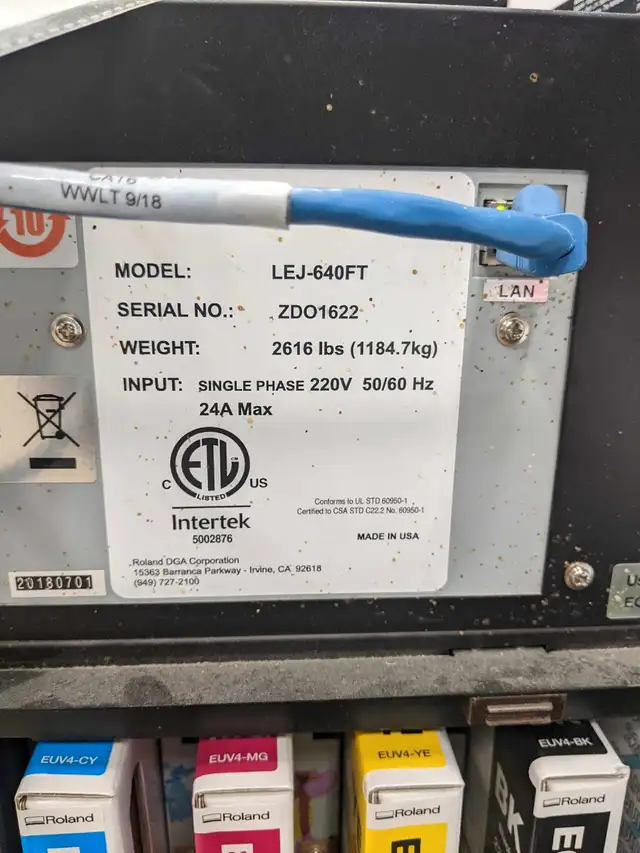 WWLT 9/18
10
MODEL: LEJ-640FT
SERIAL NO.: ZDO1622
WEIGHT: 2616 lbs (1184.7kg)
INPUT: SINGLE PHASE 220V 50/60 Hz
24A Max
LAN
C ETL US
LISTED
Intertek
5002876
Conforms to UL STD 60950-1
Certified to CSA STD C22.2 No. 60950-1
MADE IN USA
Roland DGA Corporation
15363 Barranca Parkway - Irvine, CA 92618
(949) 727-2100
20180701
EUV4-CY
EUV4-MG
EUV4-YE
EUV4-BK
Roland
Roland
Roland
Roland
BK